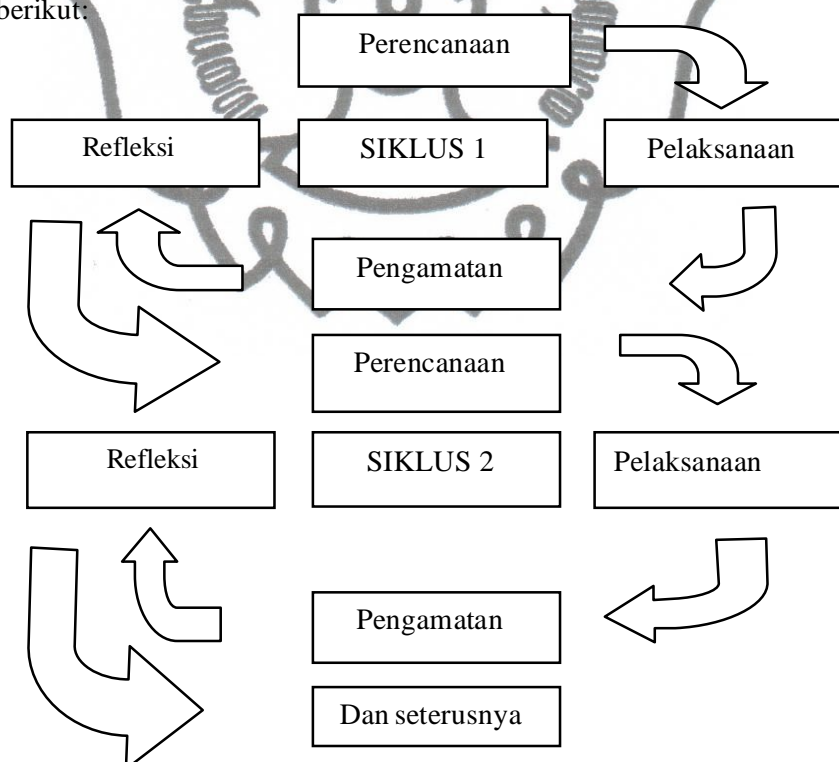 berikut:
Perencanaan
Refleksi
SIKLUS 1
Pelaksanaan
Pengamatan
Perencanaan
Refleksi
SIKLUS 2
Pelaksanaan
Pengamatan
Dan seterusnya